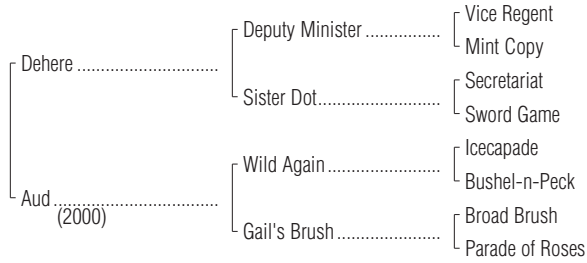 Vice Regent
Deputy Minister ................
Mint Copy
Dehere ..............................
Secretariat
Sister Dot..........................
Sword Game
Icecapade
Wild Again ........................
Bushel-n-Peck
Aud ...................................
(2000)
Broad Brush
Gail's Brush ......................
Parade of Roses